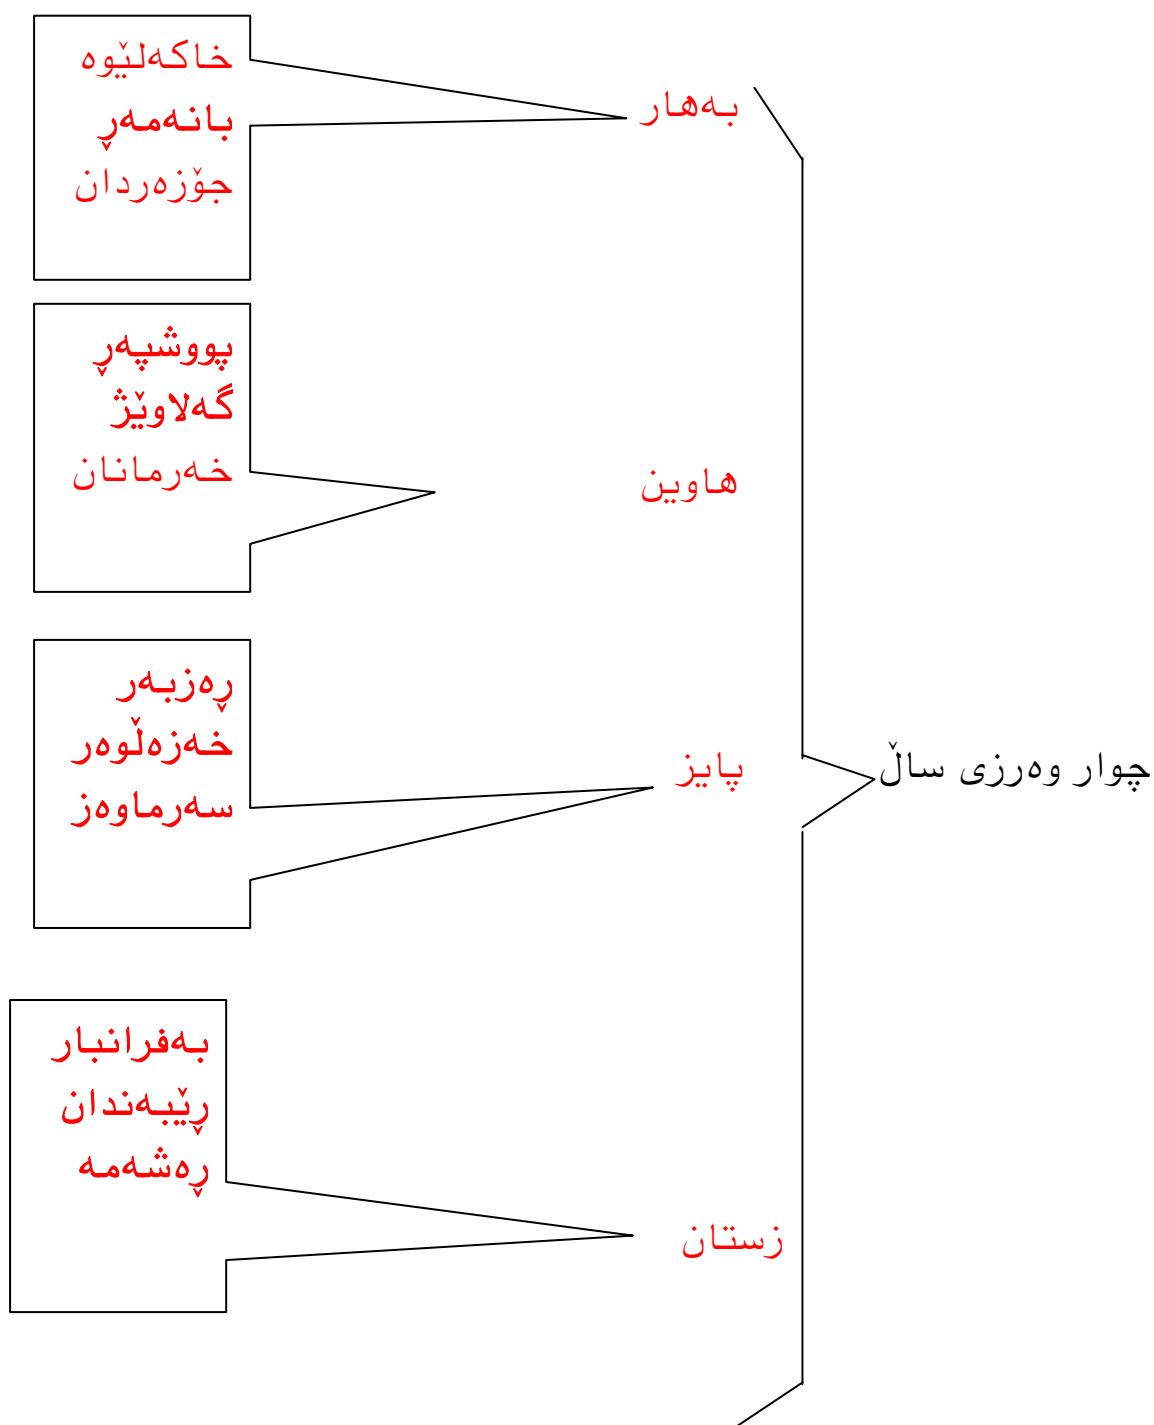 چوار وەرزی ساڵ
بەهار
خاکەلێوە
بانەمەڕ
جۆزەردان
هاوین
پووشپەڕ
گەلاوێژ
خەرمانان
پایز
ڕەزبەر
خەزەڵوەر
سەرماوەز
زستان
بەفرانبار
ڕێبەندان
ڕەشەمە